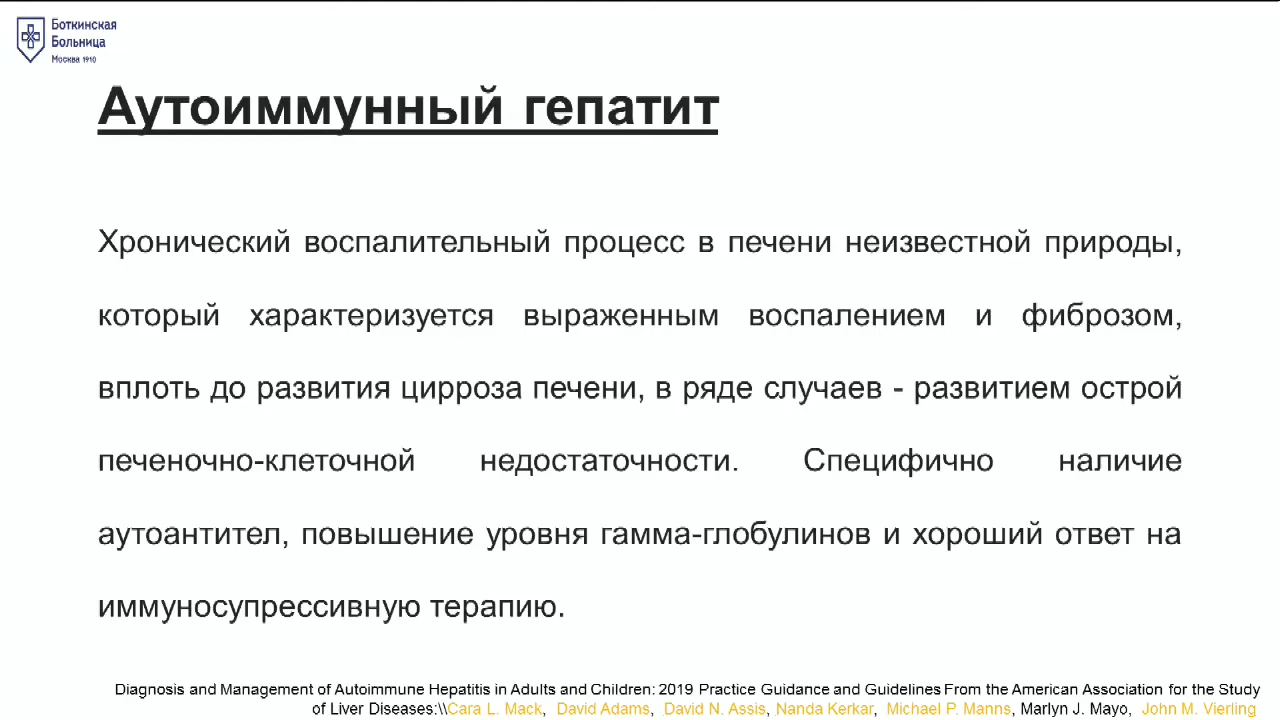 Боткинская
Больница
Москва 1910
Аутоиммунный гепатит
Хронический воспалительный процесс в печени неизвестной природы,
который характеризуется выраженным воспалением и фиброзом,
вплоть до развития цирроза печени, в ряде случаев - развитием острой
печеночно-клеточной недостаточности. Специфично наличие
аутоантител, повышение уровня гамма-глобулинов и хороший ответ на
иммуносупрессивную терапию.
Diagnosis and Management of Autoimmune Hepatitis in Adults and Children: 2019 Practice Guidance and Guidelines From the American Association for the Study
of Liver Diseases:\\Cara L. Mack, David Adams, David N. Assis, Nanda Kerkar, Michael P. Manns, Marlyn J. Mayo, John M. Vierling